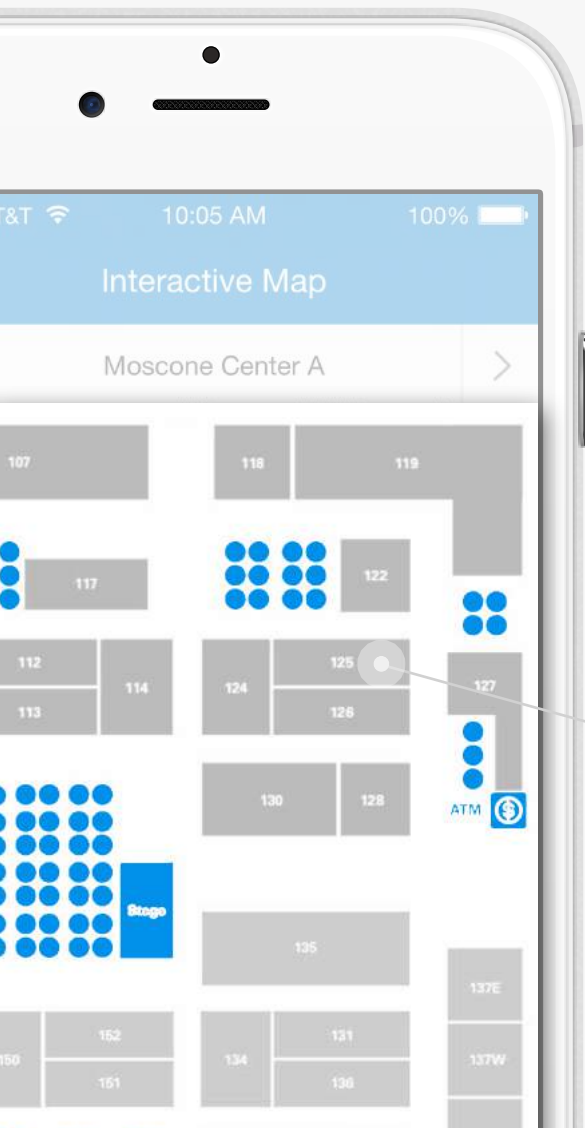 T&T 10:05 AM 100%
Interactive Map
Moscone Center A
107 118 119
117 122
112 125
114 124 127
113 126
130 128
ATM $
Stage
135
137E
152 131
150 134 137W
151 136